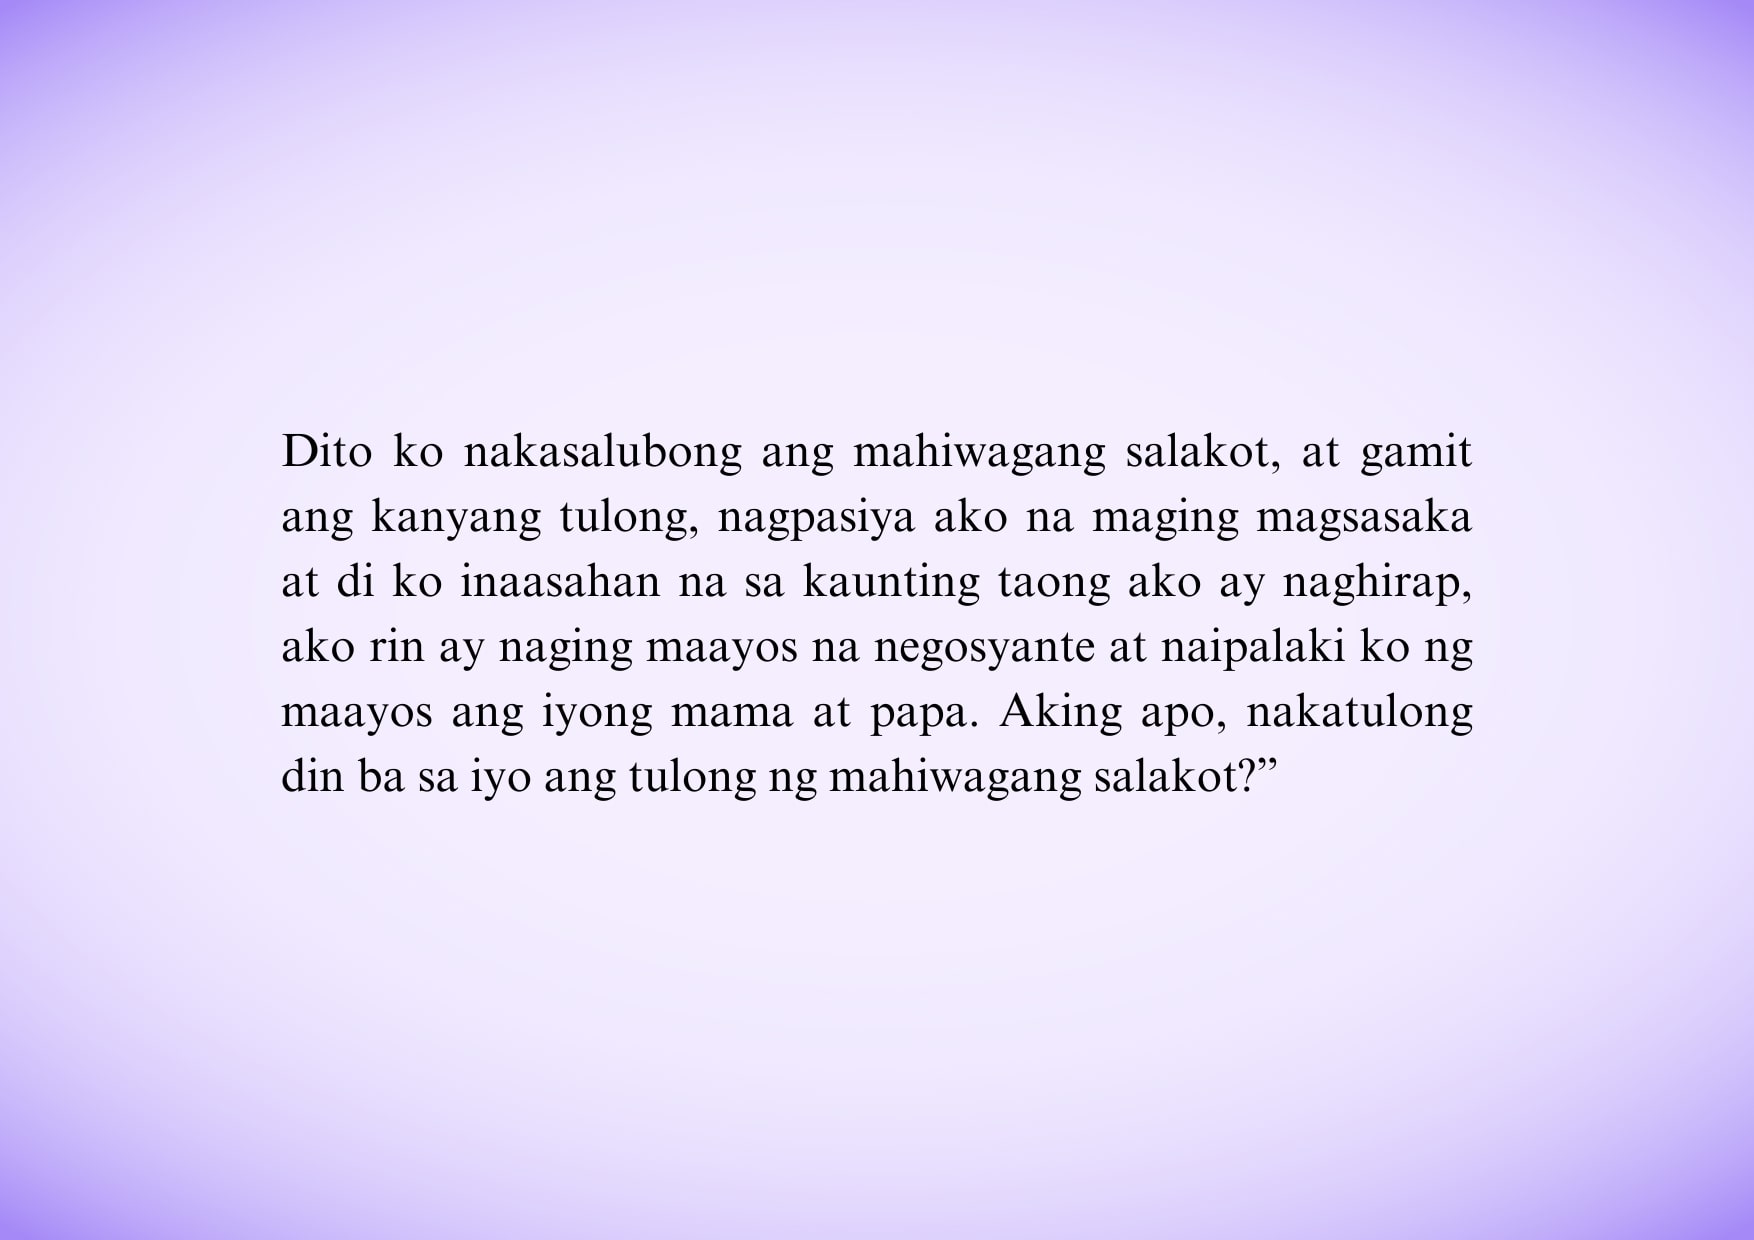 Dito ko nakasalubong ang mahiwagang salakot, at gamit
ang kanyang tulong, nagpasiya ako na maging magsasaka
at di ko inaasahan na sa kaunting taong ako ay naghirap,
ako rin ay naging maayos na negosyante at naipalaki ko ng
maayos ang iyong mama at papa. Aking apo, nakatulong
din ba sa iyo ang tulong ng mahiwagang salakot?”